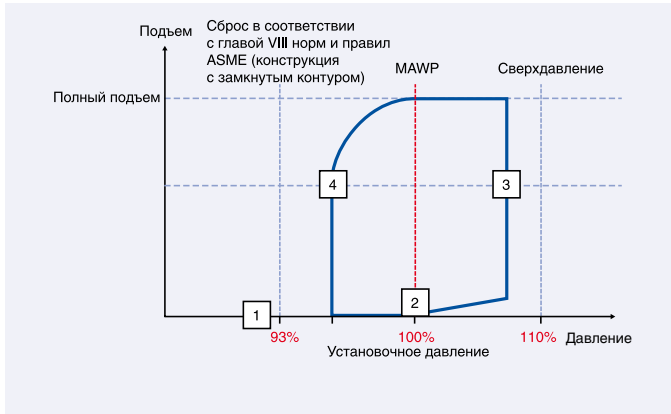 Подъем
Сброс в соответствии
с главой VIII норм и правил
ASME (конструкция
с замкнутым контуром)
MAWP
Сверхдавление
Полный подъем
4
3
2
1
93%
100%
110%
Давление
Установочное давление